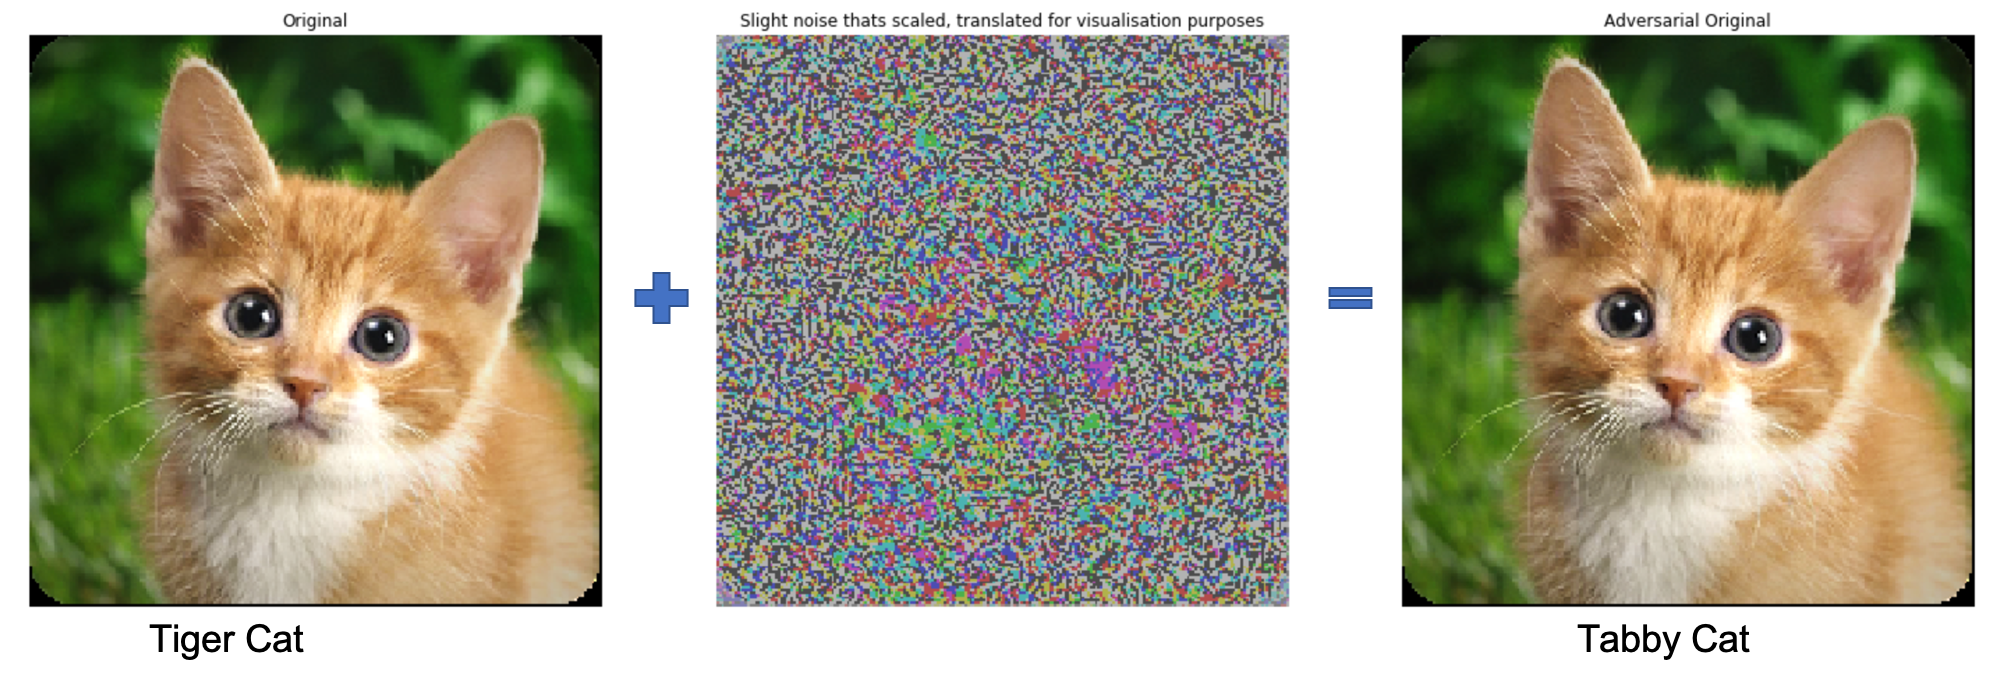 Original
Slight noise thats scaled, translated for visualisation purposes
Adversarial Original
Tiger Cat
Tabby Cat